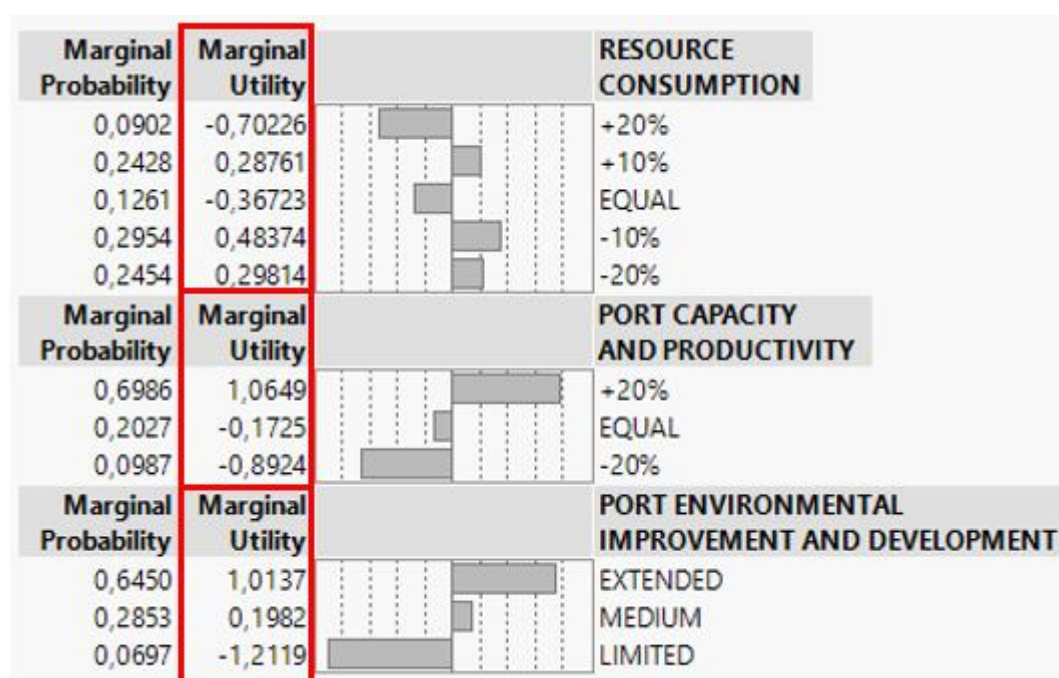 Marginal Marginal RESOURCE
Probability Utility CONSUMPTION
0,0902 -0,70226 +20%
0,2428 0,28761 +10%
0,1261 -0,36723 EQUAL
0,2954 0,48374 -10%
0,2454 0,29814 -20%
Marginal Marginal PORT CAPACITY
Probability Utility AND PRODUCTIVITY
0,6986 1,0649 +20%
0,2027 -0,1725 EQUAL
0,0987 -0,8924 -20%
Marginal Marginal PORT ENVIRONMENTAL
Probability Utility IMPROVEMENT AND DEVELOPMENT
0,6450 1,0137 EXTENDED
0,2853 0,1982 MEDIUM
0,0697 -1,2119 LIMITED